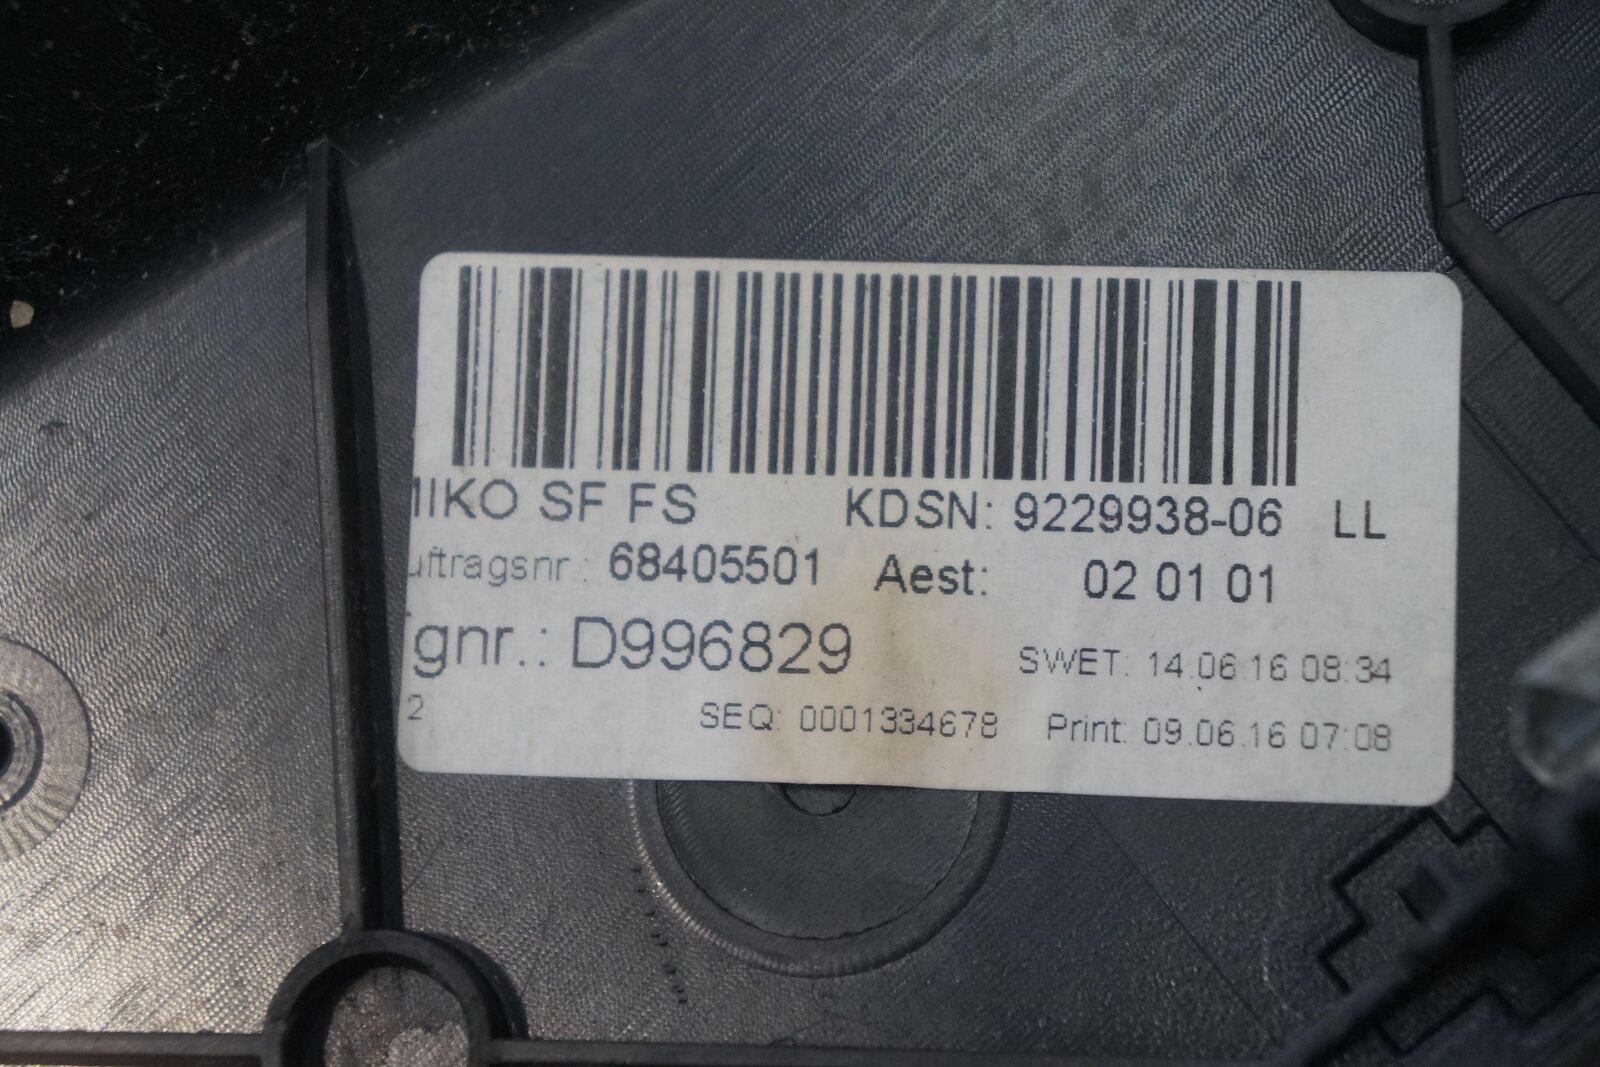 MIKO SF FS KDSN: 9229938-06 LL
uftragsnr.: 68405501 Aest: 02 01 01
gnr.: D996829 SWET: 14.06.16 08:34
2 SEQ: 0001334678 Print: 09.06.16 07:08